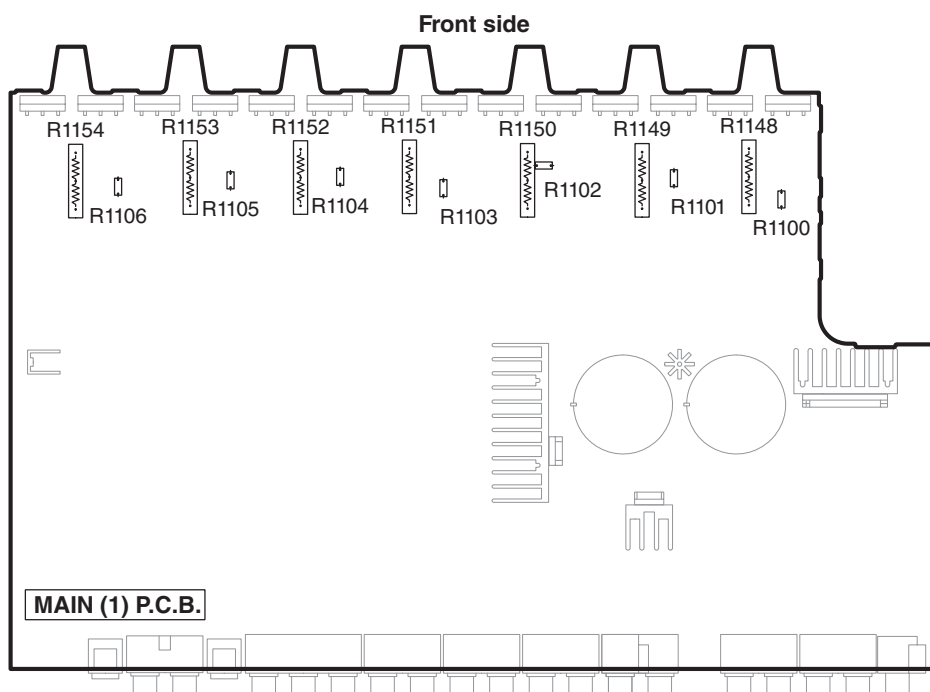 Front side
R1154 R1153 R1152 R1151 R1150 R1149 R1148
R1106 R1105 R1104 R1103 R1102 R1101 R1100
MAIN (1) P.C.B.